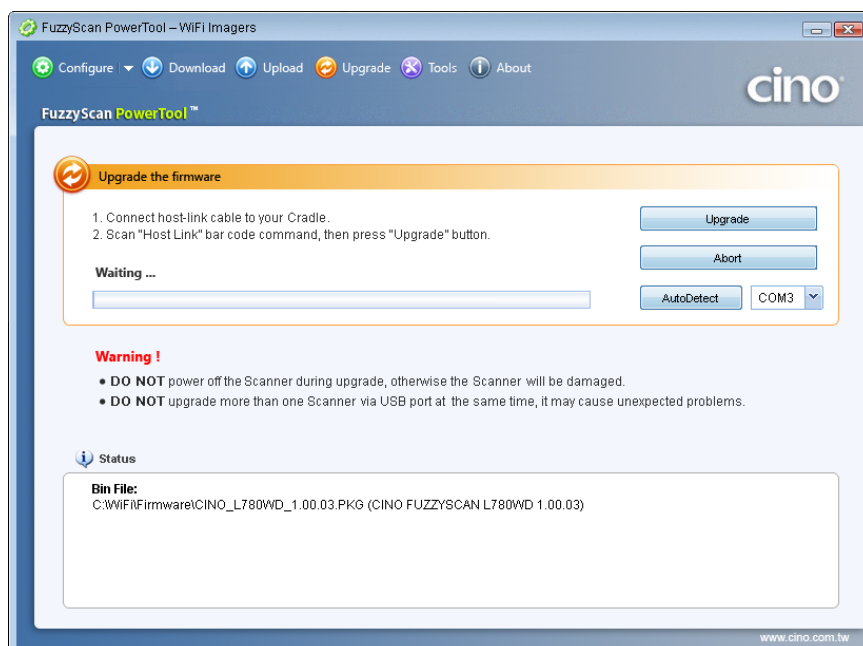 FuzzyScan PowerTool – WiFi Imagers
Configure Download Upload Upgrade Tools About
cino
FuzzyScan PowerTool™
Upgrade the firmware
1. Connect host-link cable to your Cradle.
2. Scan "Host Link" bar code command, then press "Upgrade" button.
Upgrade
Abort
Waiting ...
AutoDetect COM3
Warning !
• DO NOT power off the Scanner during upgrade, otherwise the Scanner will be damaged.
• DO NOT upgrade more than one Scanner via USB port at the same time, it may cause unexpected problems.
Status
Bin File:
C:\WiFi\Firmware\CINO_L780WD_1.00.03.PKG (CINO FUZZYSCAN L780WD 1.00.03)
www.cino.com.tw